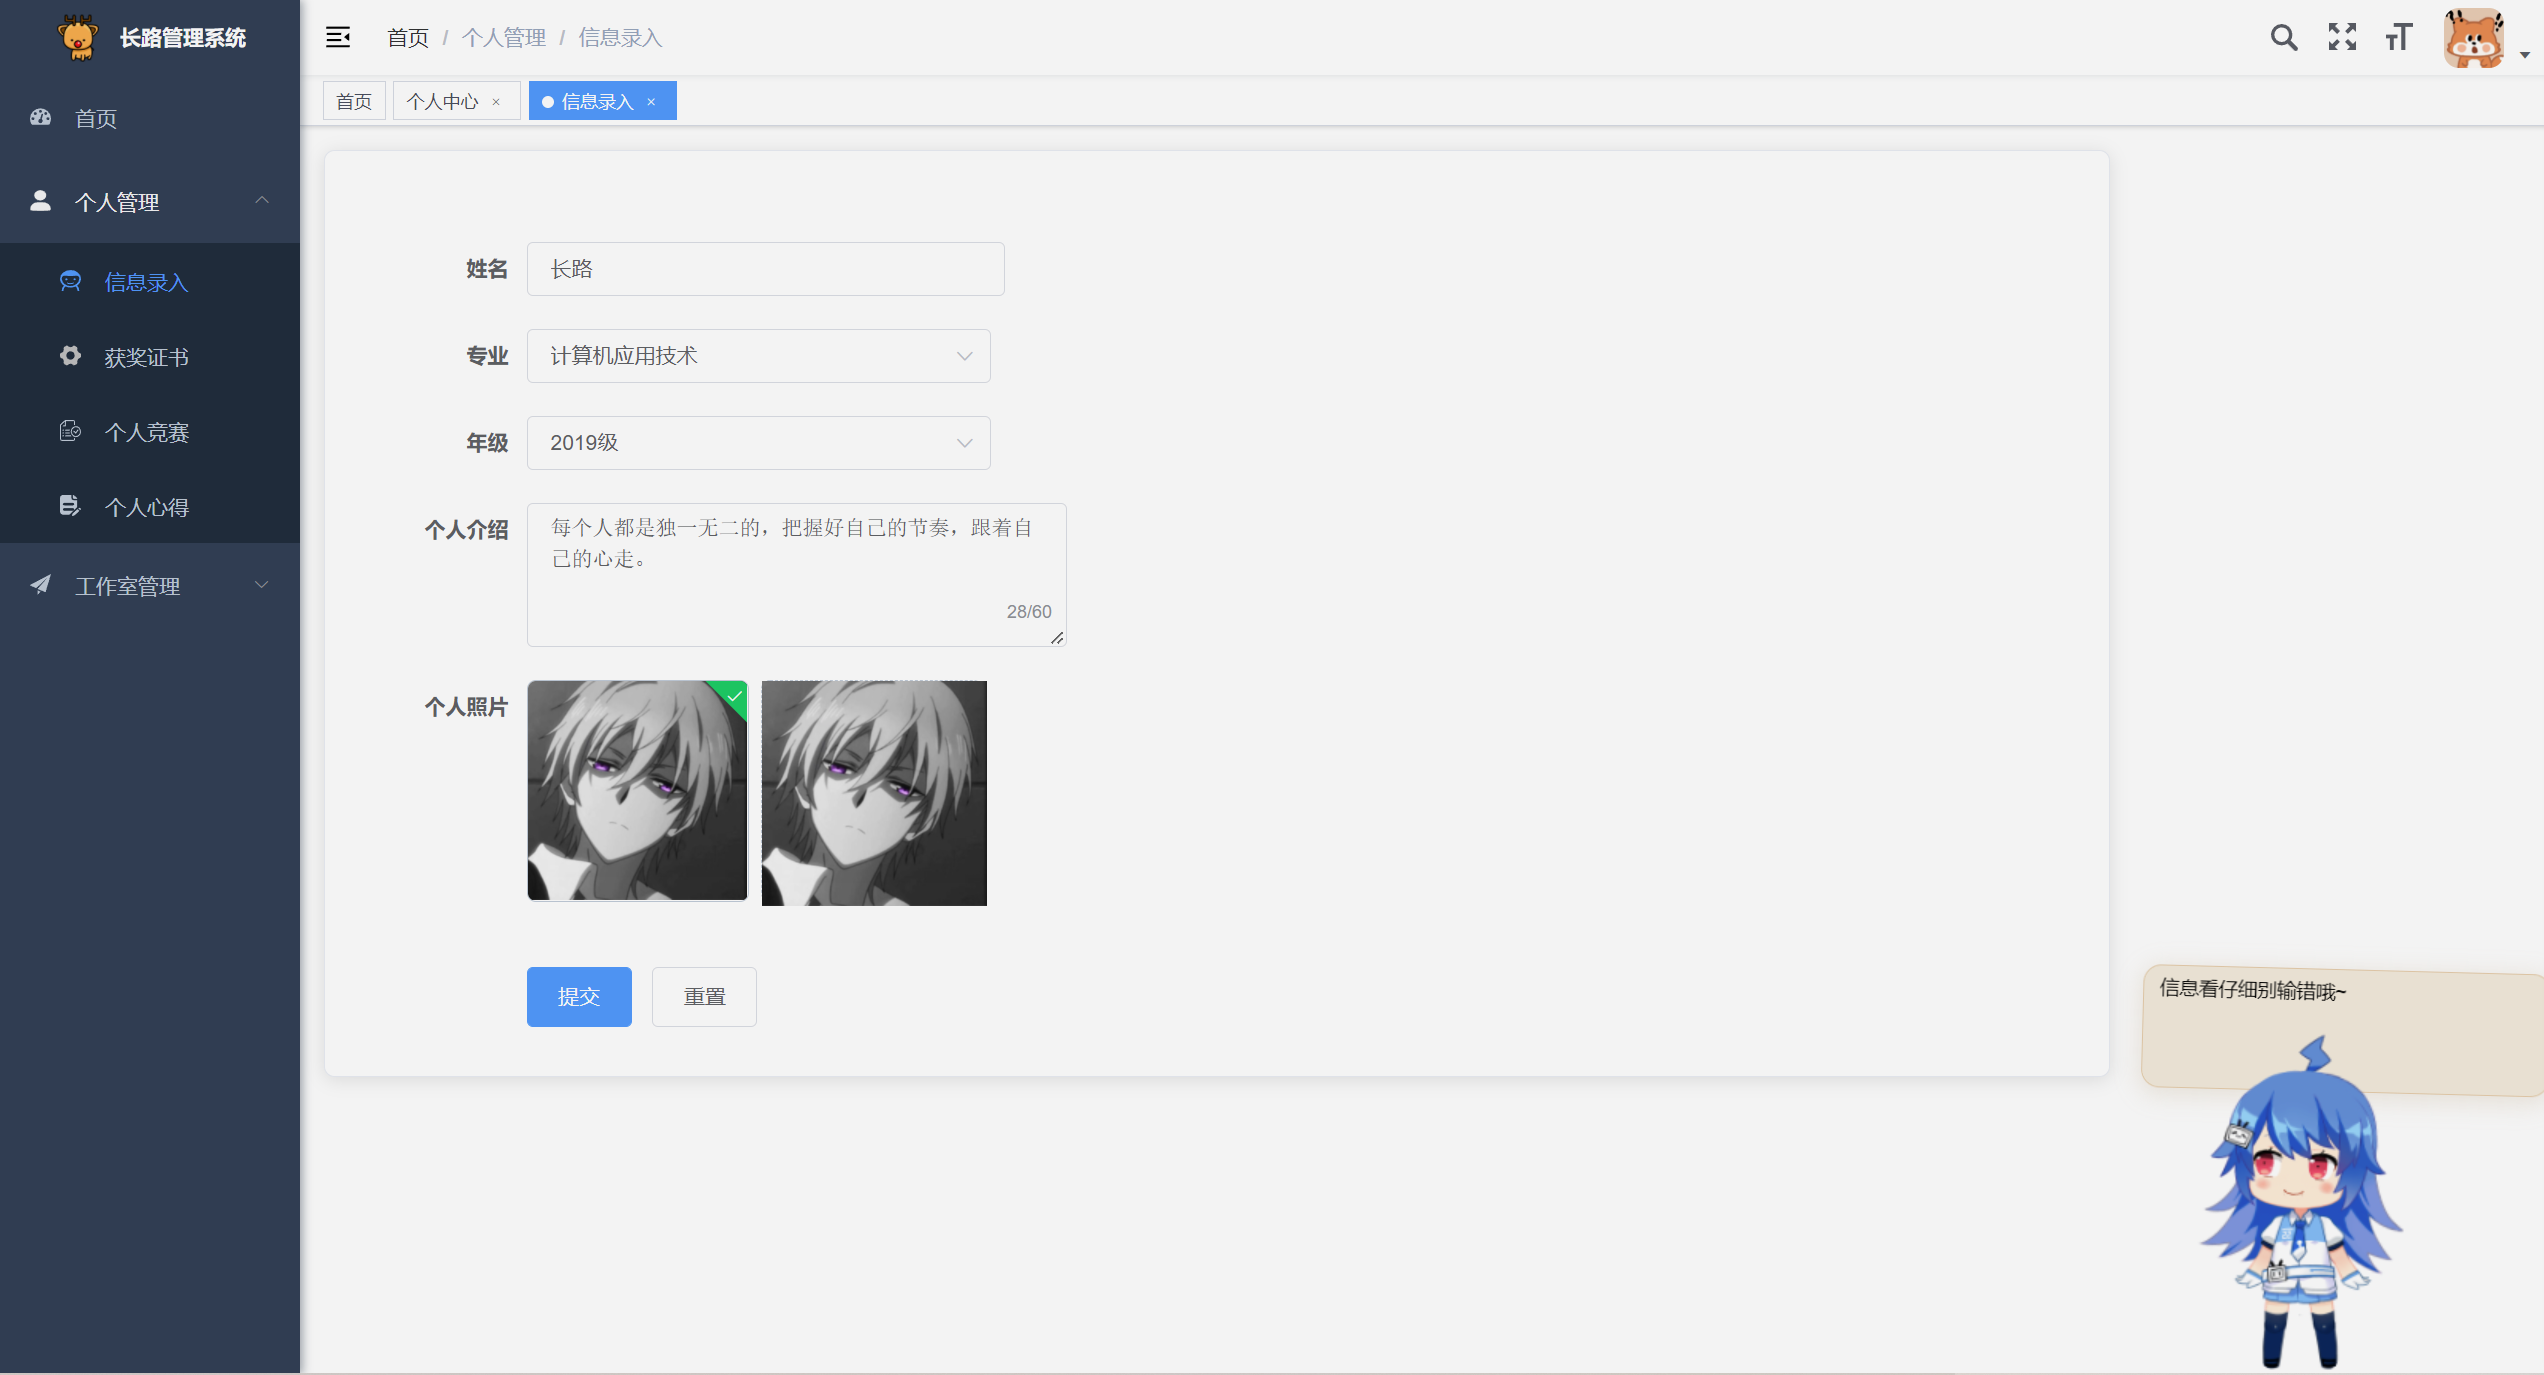 长路管理系统
首页 / 个人管理 / 信息录入
首页
个人中心 ×
信息录入 ×
首页
个人管理
信息录入
获奖证书
个人竞赛
个人心得
工作室管理
姓名 长路
专业 计算机应用技术
年级 2019级
个人介绍 每个人都是独一无二的，把握好自己的节奏，跟着自
己的心走。
28/60
个人照片
提交 重置
信息看仔细别输错哦~